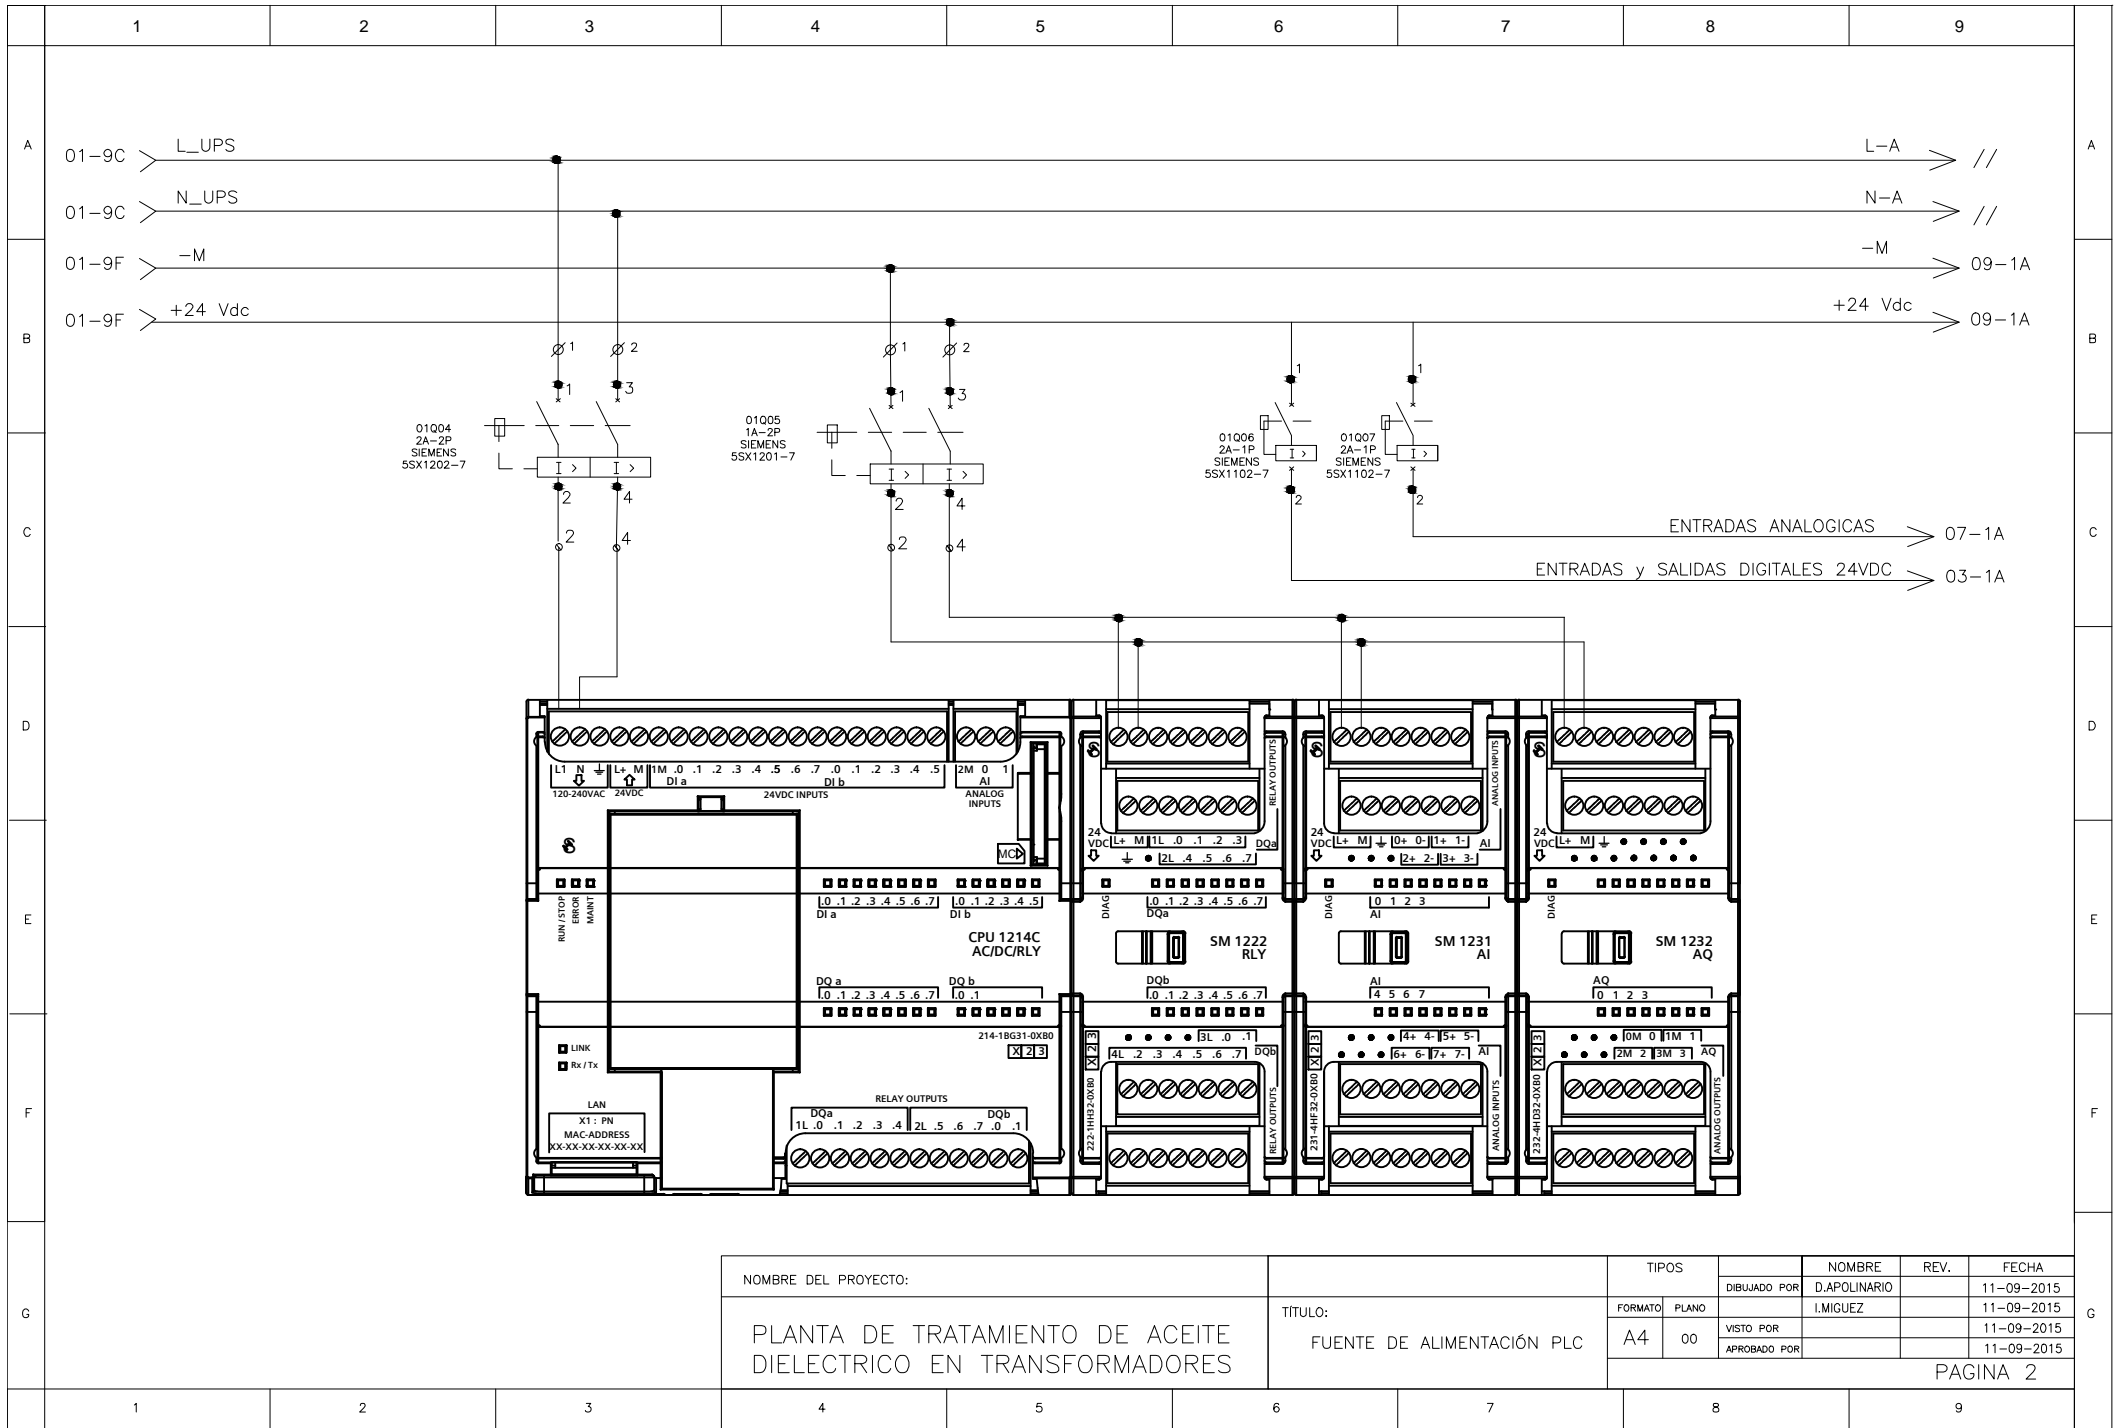 1 2 3 4 5 6 7 8 9
A A
01-9C L_UPS L-A //
01-9C N_UPS N-A //
01-9F -M -M 09-1A
01-9F +24 Vdc +24 Vdc 09-1A
B B
1 2 1 2
1 3 1 3 1 1
01Q04
2A-2P
SIEMENS
5SX1202-7
I > I >
01Q05
1A-2P
SIEMENS
5SX1201-7
I > I >
01Q06
2A-1P
SIEMENS
5SX1102-7
I >
01Q07
2A-1P
SIEMENS
5SX1102-7
I >
2 4 2 4 2 2
2 4 2 4
C C
ENTRADAS ANALOGICAS 07-1A
ENTRADAS y SALIDAS DIGITALES 24VDC 03-1A
D D
L1 N L+ M 1M .0 .1 .2 .3 .4 .5 .6 .7 .0 .1 .2 .3 .4 .5 2M 0 1
DI a DI b AI
120-240VAC 24VDC 24VDC INPUTS ANALOG
INPUTS
MC
RUN / STOP
ERROR
MAINT
.0 .1 .2 .3 .4 .5 .6 .7 .0 .1 .2 .3 .4 .5
DI a DI b
CPU 1214C
AC/DC/RLY
DQ a DQ b
.0 .1 .2 .3 .4 .5 .6 .7 .0 .1
214-1BG31-0XB0
X 2 3
LINK
Rx / Tx
LAN
X1 : PN
MAC-ADDRESS
XX-XX-XX-XX-XX-XX
RELAY OUTPUTS
DQa DQb
1L .0 .1 .2 .3 .4 2L .5 .6 .7 .0 .1
RELAY OUTPUTS
24
VDC
L+ M 1L .0 .1 .2 .3 DQa
2L .4 .5 .6 .7
DIAG
.0 .1 .2 .3 .4 .5 .6 .7
DQa
SM 1222
RLY
DQb
.0 .1 .2 .3 .4 .5 .6 .7
3L .0 .1
4L .2 .3 .4 .5 .6 .7 DQb
222-1HH32-0XB0 X 2 3
RELAY OUTPUTS
ANALOG INPUTS
24
VDC
L+ M 0+ 0- 1+ 1- AI
2+ 2- 3+ 3-
DIAG
0 1 2 3
AI
SM 1231
AI
AI
4 5 6 7
4+ 4- 5+ 5-
6+ 6- 7+ 7- AI
231-4HF32-0XB0 X 2 3
ANALOG INPUTS
24
VDC
L+ M
DIAG
SM 1232
AQ
AQ
0 1 2 3
0M 0 1M 1
2M 2 3M 3 AQ
232-4HD32-0XB0 X 2 3
ANALOG OUTPUTS
E E
F F
G G
NOMBRE DEL PROYECTO:
PLANTA DE TRATAMIENTO DE ACEITE
DIELECTRICO EN TRANSFORMADORES
TÍTULO:
FUENTE DE ALIMENTACIÓN PLC
TIPOS NOMBRE REV. FECHA
DIBUJADO POR D.APOLINARIO 11-09-2015
FORMATO PLANO I.MIGUEZ 11-09-2015
A4 00 VISTO POR 11-09-2015
APROBADO POR 11-09-2015
PAGINA 2
1 2 3 4 5 6 7 8 9